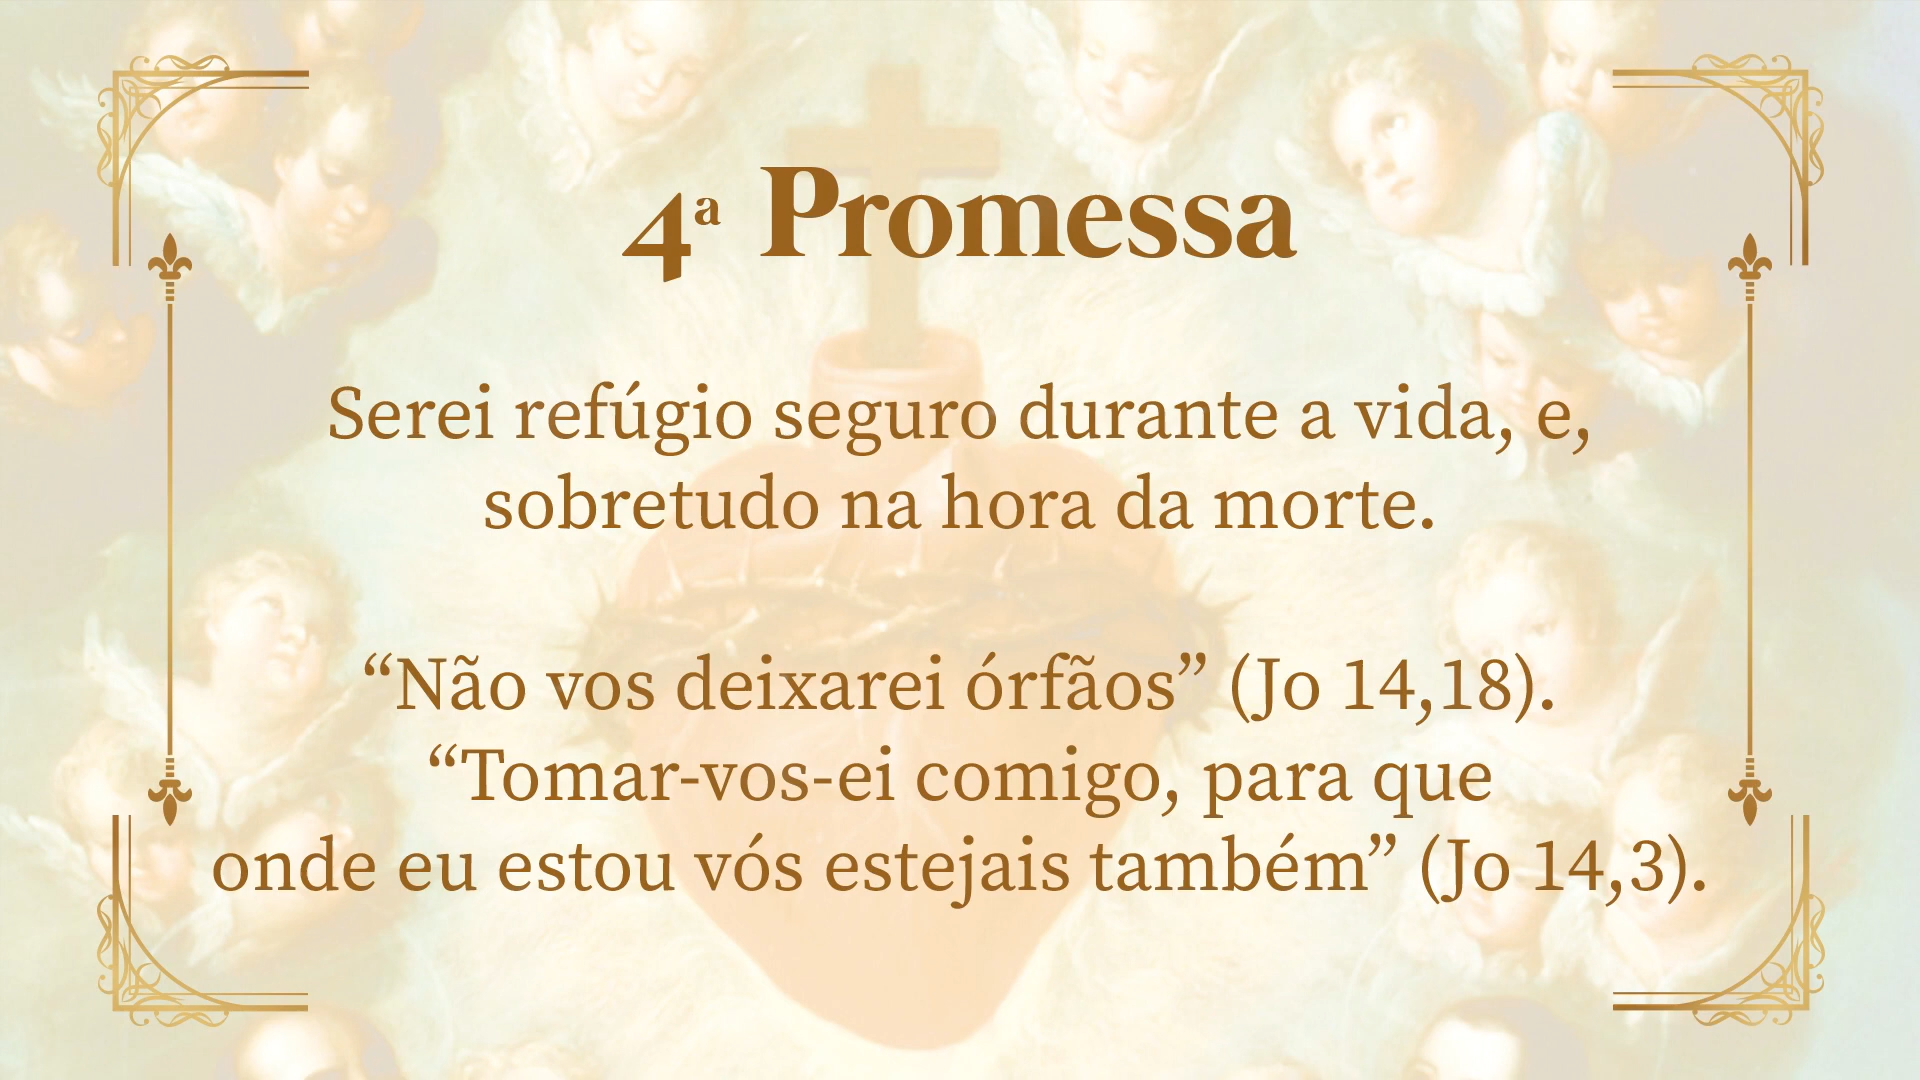 4ª Promessa
Serei refúgio seguro durante a vida, e,
sobretudo na hora da morte.
“Não vos deixarei órfãos” (Jo 14,18).
“Tomar-vos-ei comigo, para que
onde eu estou vós estejais também” (Jo 14,3).